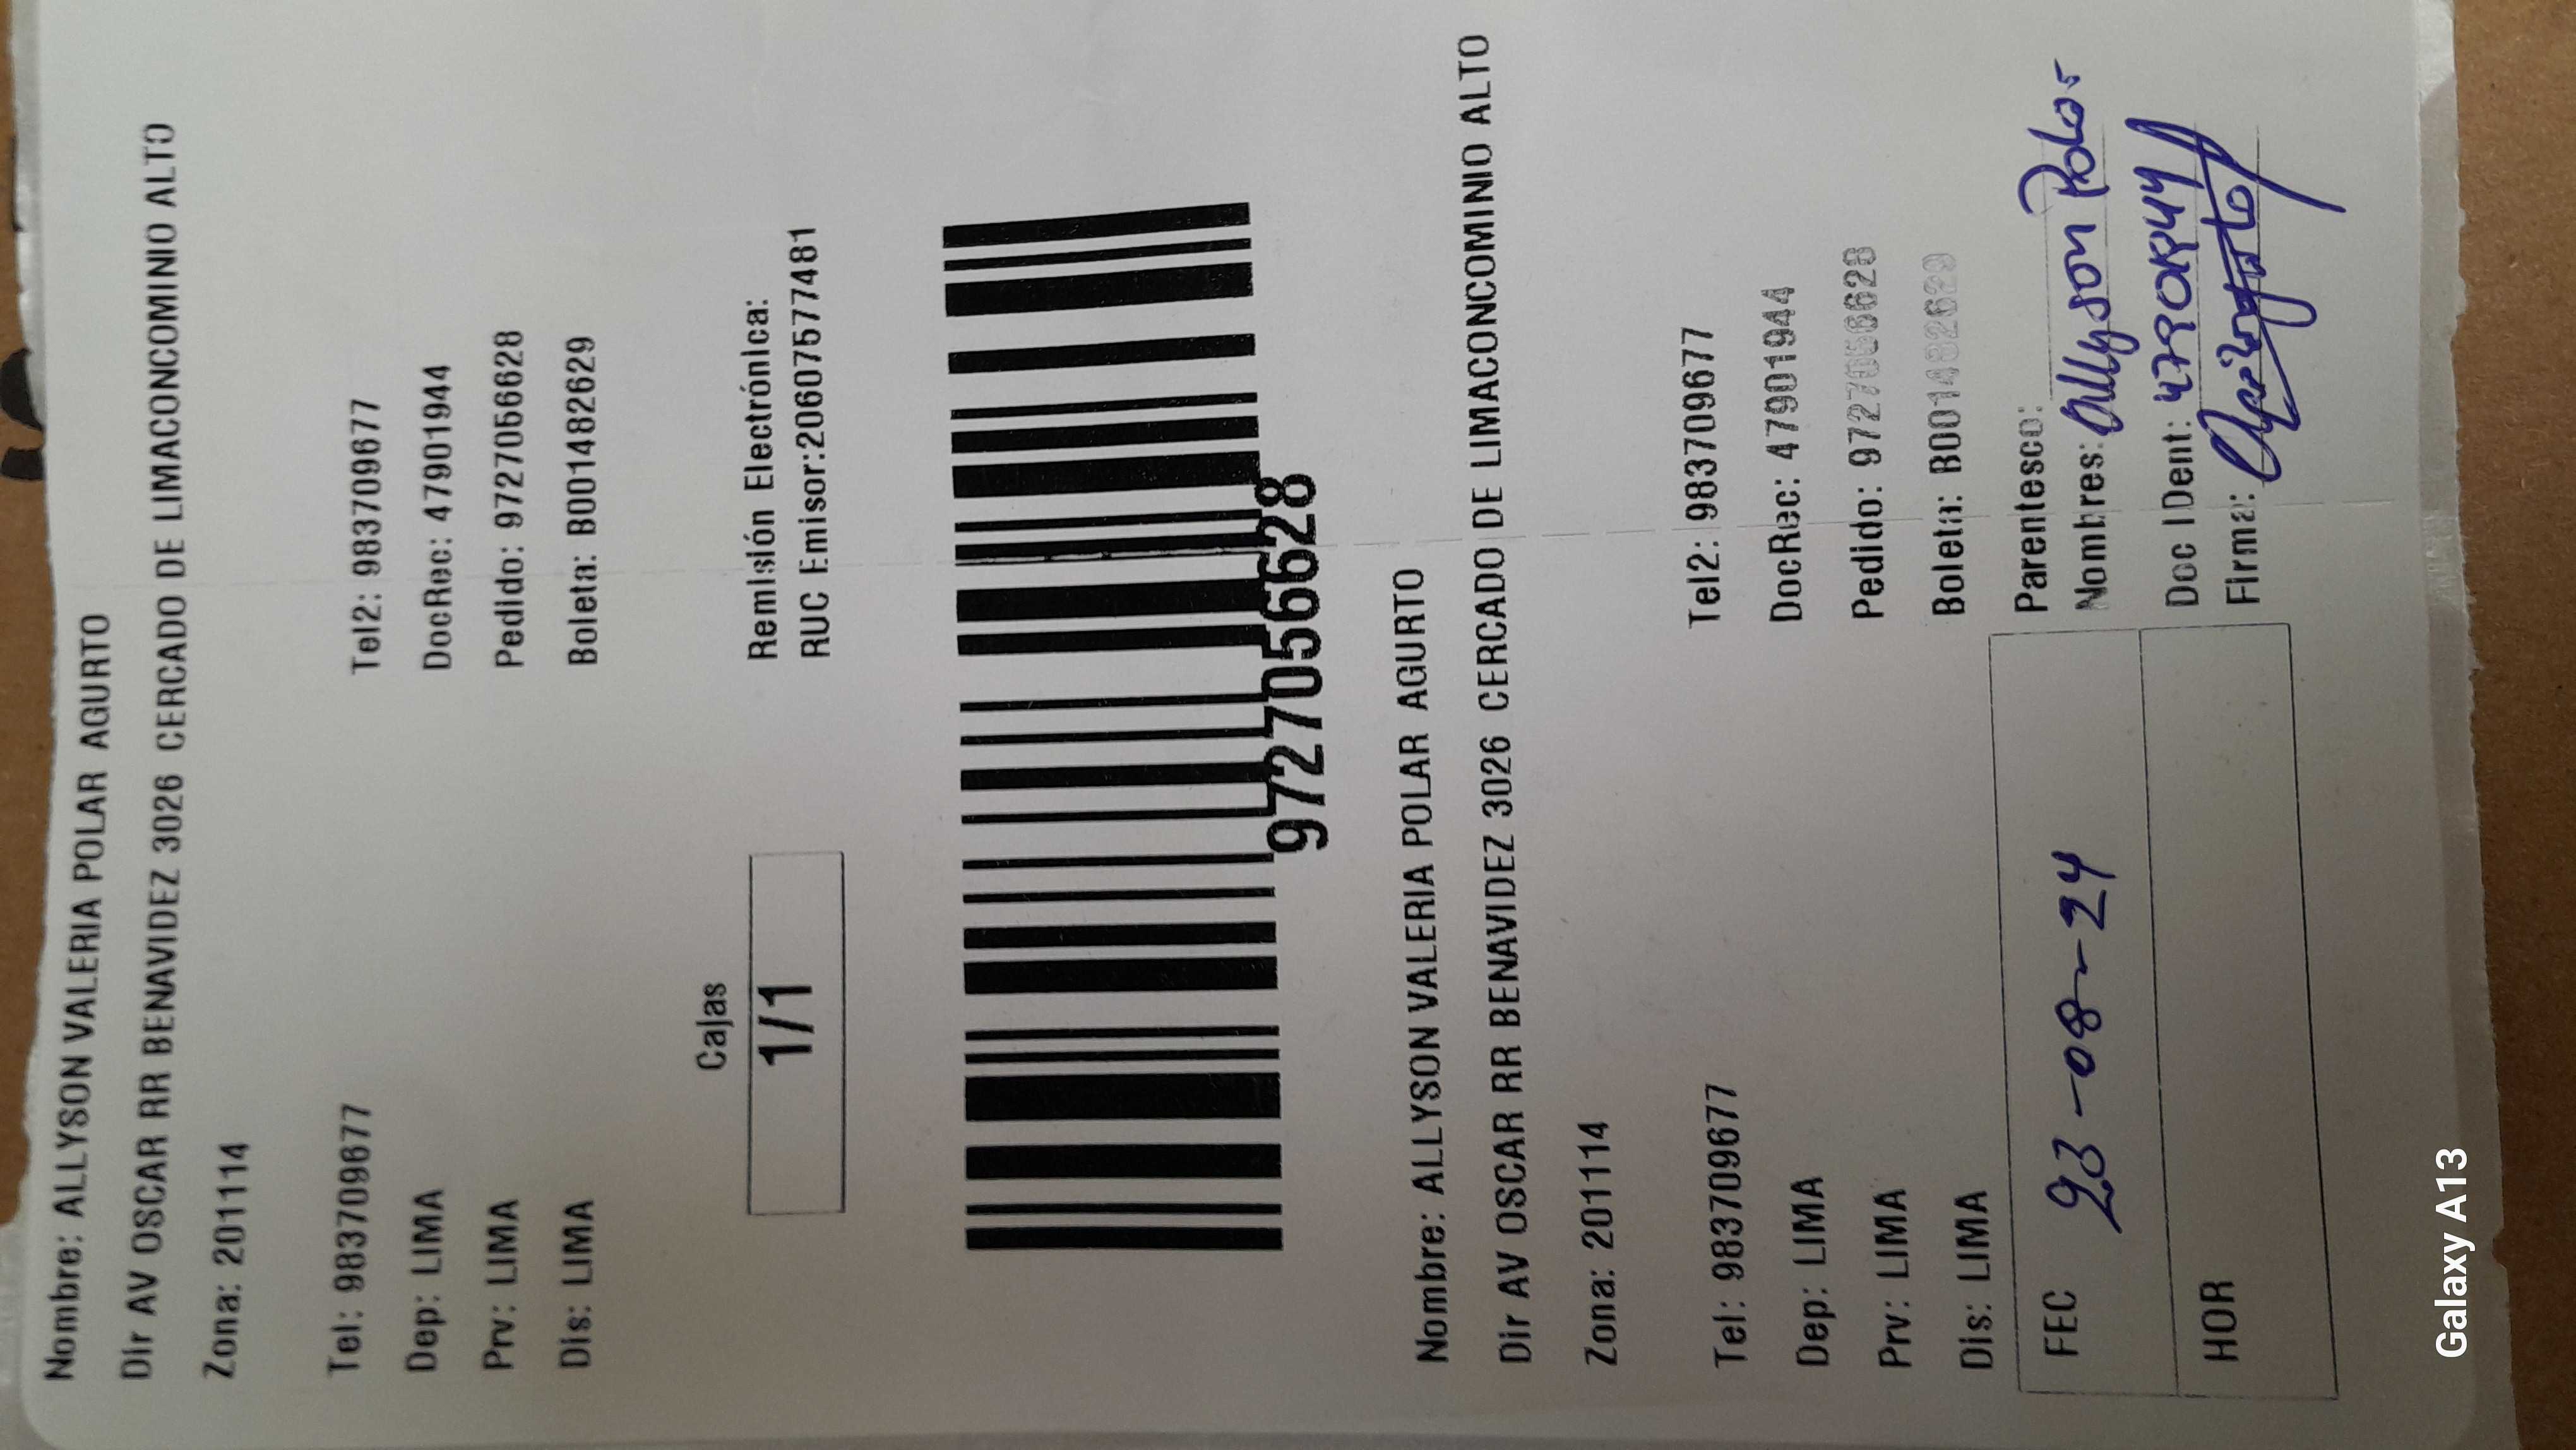 Nombre: ALLYSON VALERIA POLAR AGURTO
Dir AV OSCAR RR BENAVIDEZ 3026 CERCADO DE LIMACONCOMINIO ALTO
Zona: 201114
Tel: 983709677 Tel2: 983709677
Dep: LIMA DocRec: 47901944
Prv: LIMA Pedido: 9727056628
Dis: LIMA Boleta: B001482629
Cajas Remisión Electrónica:
1/1 RUC Emisor:20607577481
9727056628
Nombre: ALLYSON VALERIA POLAR AGURTO
Dir AV OSCAR RR BENAVIDEZ 3026 CERCADO DE LIMACONCOMINIO ALTO
Zona: 201114
Tel: 983709677 Tel2: 983709677
Dep: LIMA DocRec: 47901944
Prv: LIMA Pedido: 9727056628
Dis: LIMA Boleta: B001482629
Parentesco:
FEC 23-08-24 Nombres: Allyson Polar
Doc IDent:
HOR Firma:
Galaxy A13